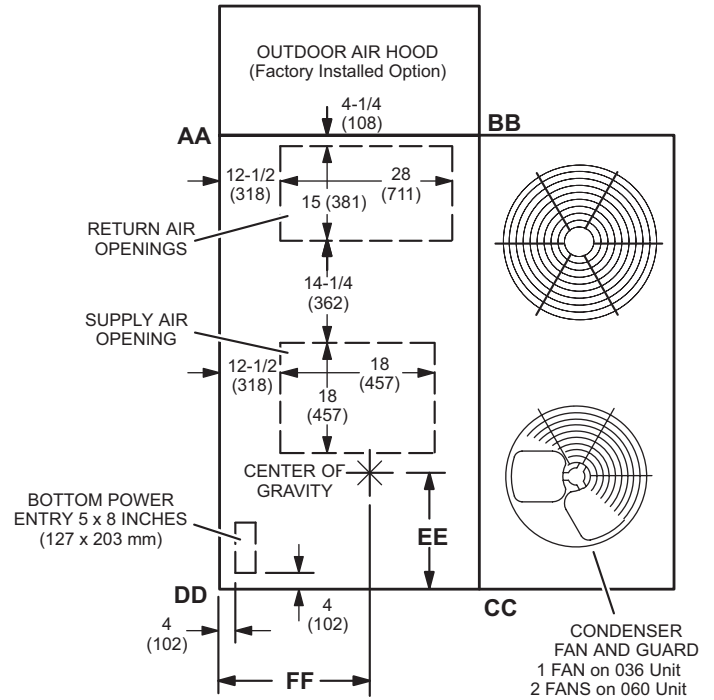 OUTDOOR AIR HOOD
(Factory Installed Option)
4-1/4
(108)
AA
BB
12-1/2
(318)
28
(711)
15 (381)
RETURN AIR
OPENINGS
14-1/4
(362)
SUPPLY AIR
OPENING
12-1/2
(318)
18
(457)
18
(457)
CENTER OF
GRAVITY
BOTTOM POWER
ENTRY 5 x 8 INCHES
(127 x 203 mm)
EE
DD
CC
4
(102)
4
(102)
FF
CONDENSER
FAN AND GUARD
1 FAN on 036 Unit
2 FANS on 060 Unit